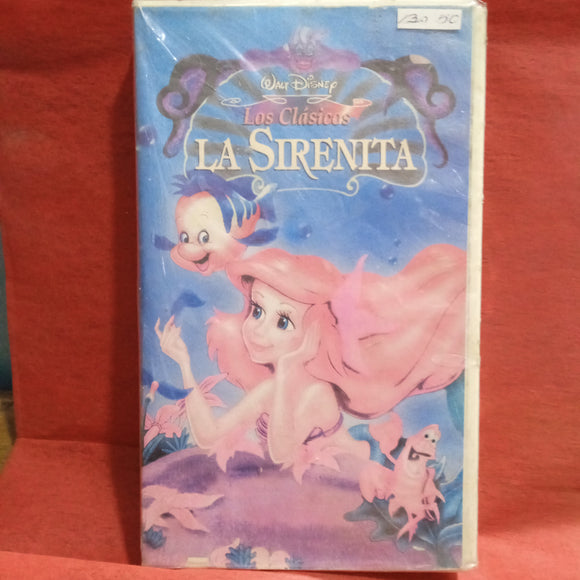 WALT DISNEY
Los Clásicos
LA SIRENITA